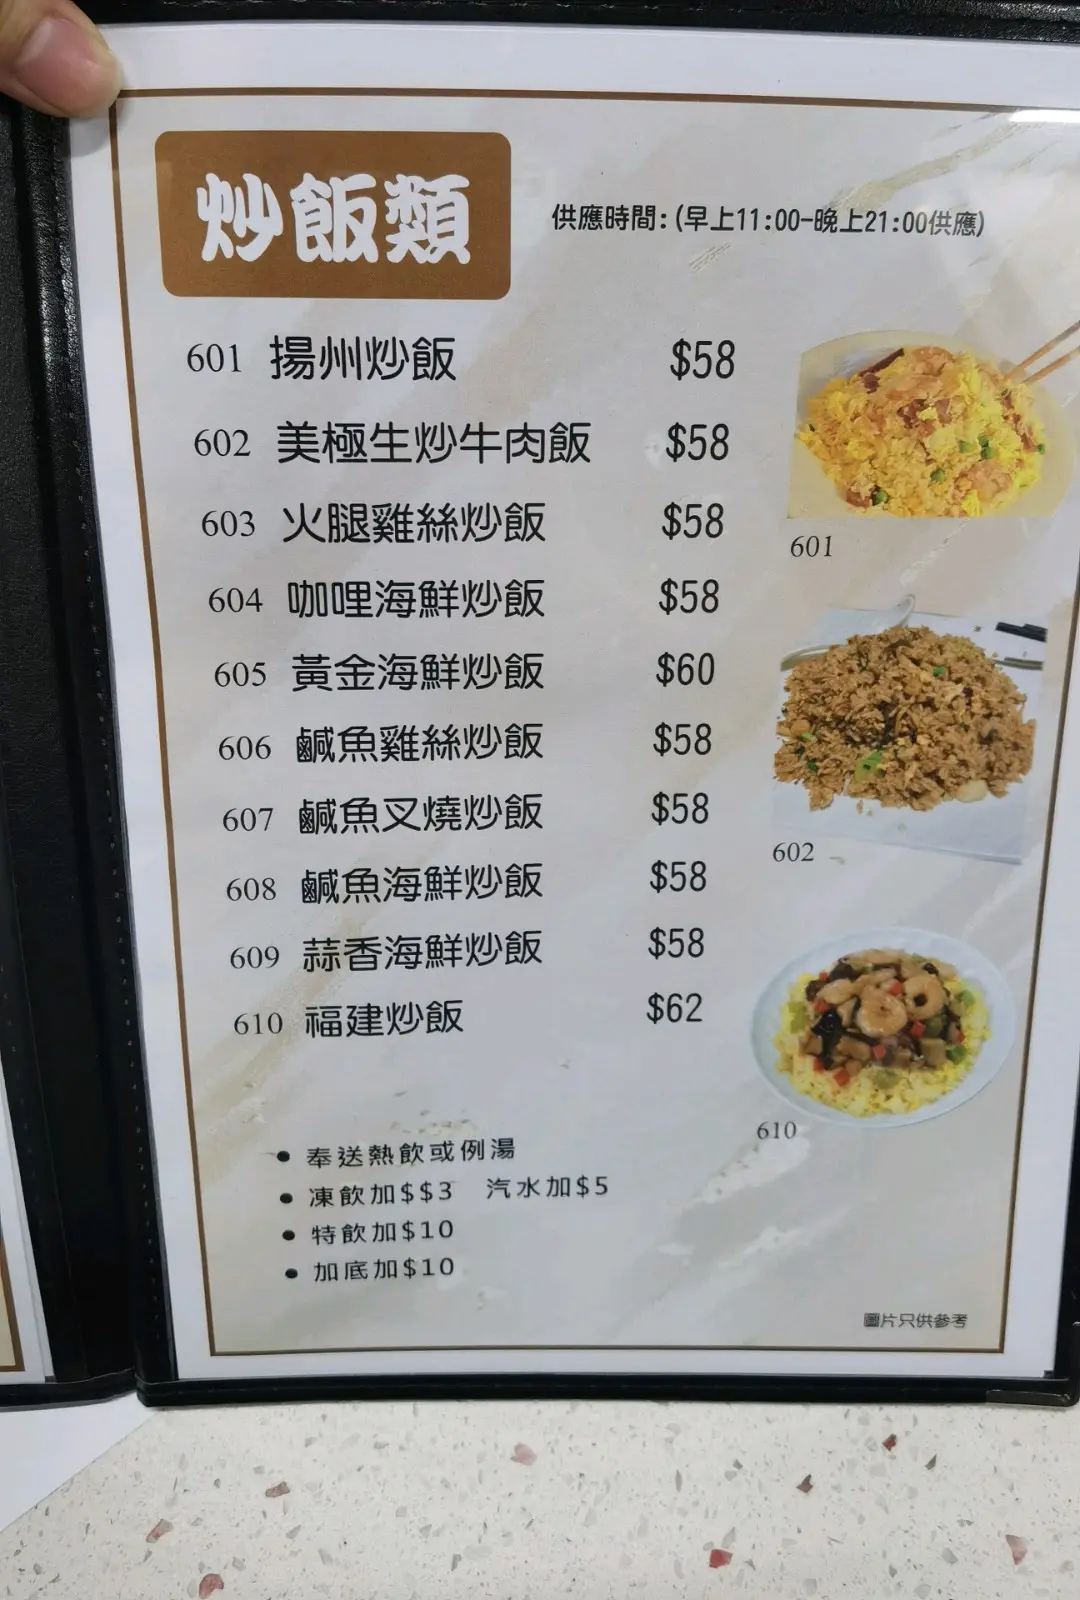 炒飯類
供應時間:(早上11:00-晚上21:00供應)
601 揚州炒飯 $58
602 美極生炒牛肉飯 $58
603 火腿雞絲炒飯 $58
604 咖哩海鮮炒飯 $58
605 黃金海鮮炒飯 $60
606 鹹魚雞絲炒飯 $58
607 鹹魚叉燒炒飯 $58
608 鹹魚海鮮炒飯 $58
609 蒜香海鮮炒飯 $58
610 福建炒飯 $62
601
602
610
• 奉送熱飲或例湯
• 凍飲加$$3 汽水加$5
• 特飲加$10
• 加底加$10
圖片只供參考